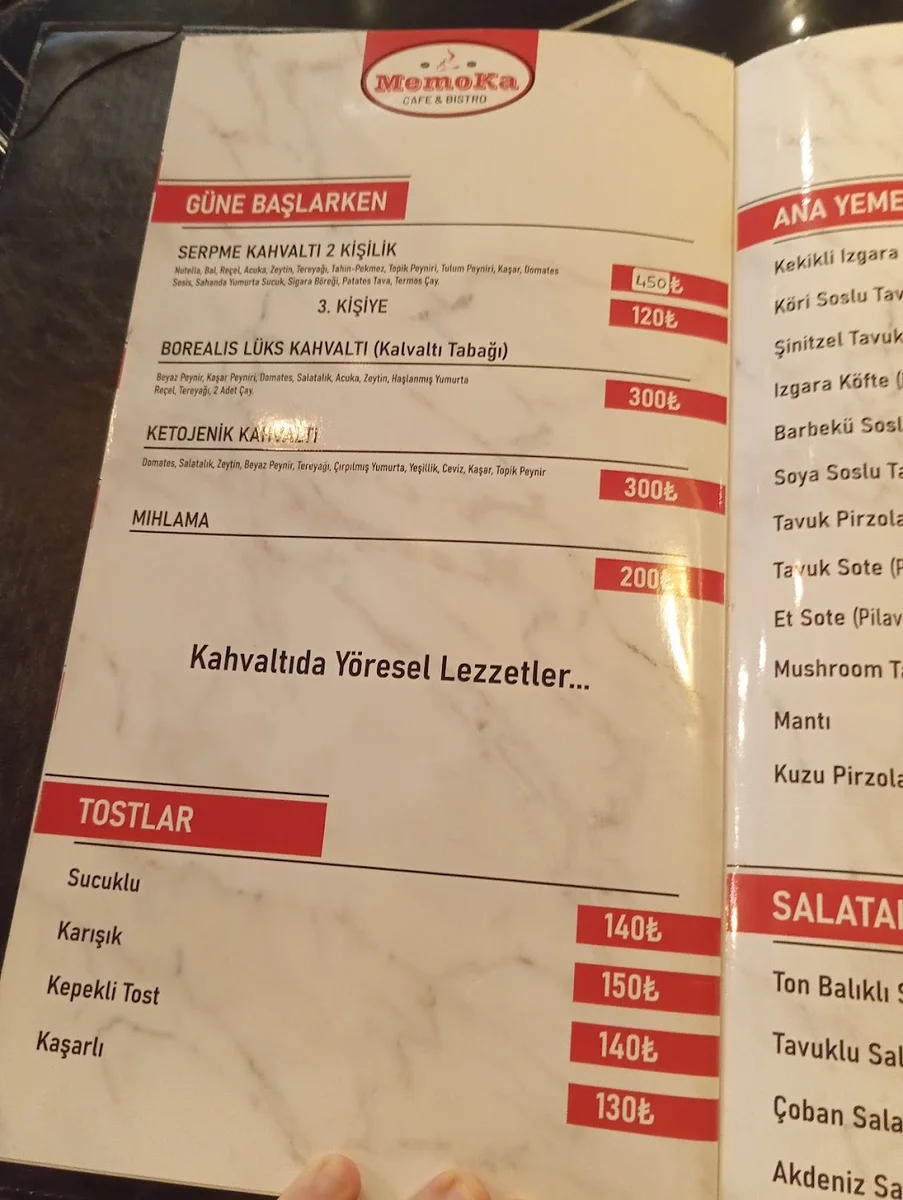 MemoKa
CAFE & BISTRO
GÜNE BAŞLARKEN
SERPME KAHVALTI 2 KİŞİLİK
Nutella, Bal, Reçel, Acuka, Zeytin, Tereyağı, Tahin-Pekmez, Topik Peyniri, Tulum Peyniri, Kaşar, Domates
Sosis, Sahanda Yumurta Sucuk, Sigara Böreği, Patates Tava, Termos Çay.
450₺
3. KİŞİYE
120₺
BOREALIS LÜKS KAHVALTI (Kalvaltı Tabağı)
Beyaz Peynir, Kaşar Peyniri, Domates, Salatalık, Acuka, Zeytin, Haşlanmış Yumurta
Reçel, Tereyağı, 2 Adet Çay.
300₺
KETOJENİK KAHVALTI
Domates, Salatalık, Zeytin, Beyaz Peynir, Tereyağı, Çırpılmış Yumurta, Yeşillik, Ceviz, Kaşar, Topik Peynir
300₺
MIHLAMA
200₺
Kahvaltıda Yöresel Lezzetler...
TOSTLAR
Sucuklu
140₺
Karışık
150₺
Kepekli Tost
140₺
Kaşarlı
130₺
ANA YEME
Kekikli Izgara
Köri Soslu Tav
Şinitzel Tavuk
Izgara Köfte (
Barbekü Sosl
Soya Soslu Ta
Tavuk Pirzola
Tavuk Sote (P
Et Sote (Pilav
Mushroom Ta
Mantı
Kuzu Pirzola
SALATAL
Ton Balıklı S
Tavuklu Sal
Çoban Sala
Akdeniz Sa